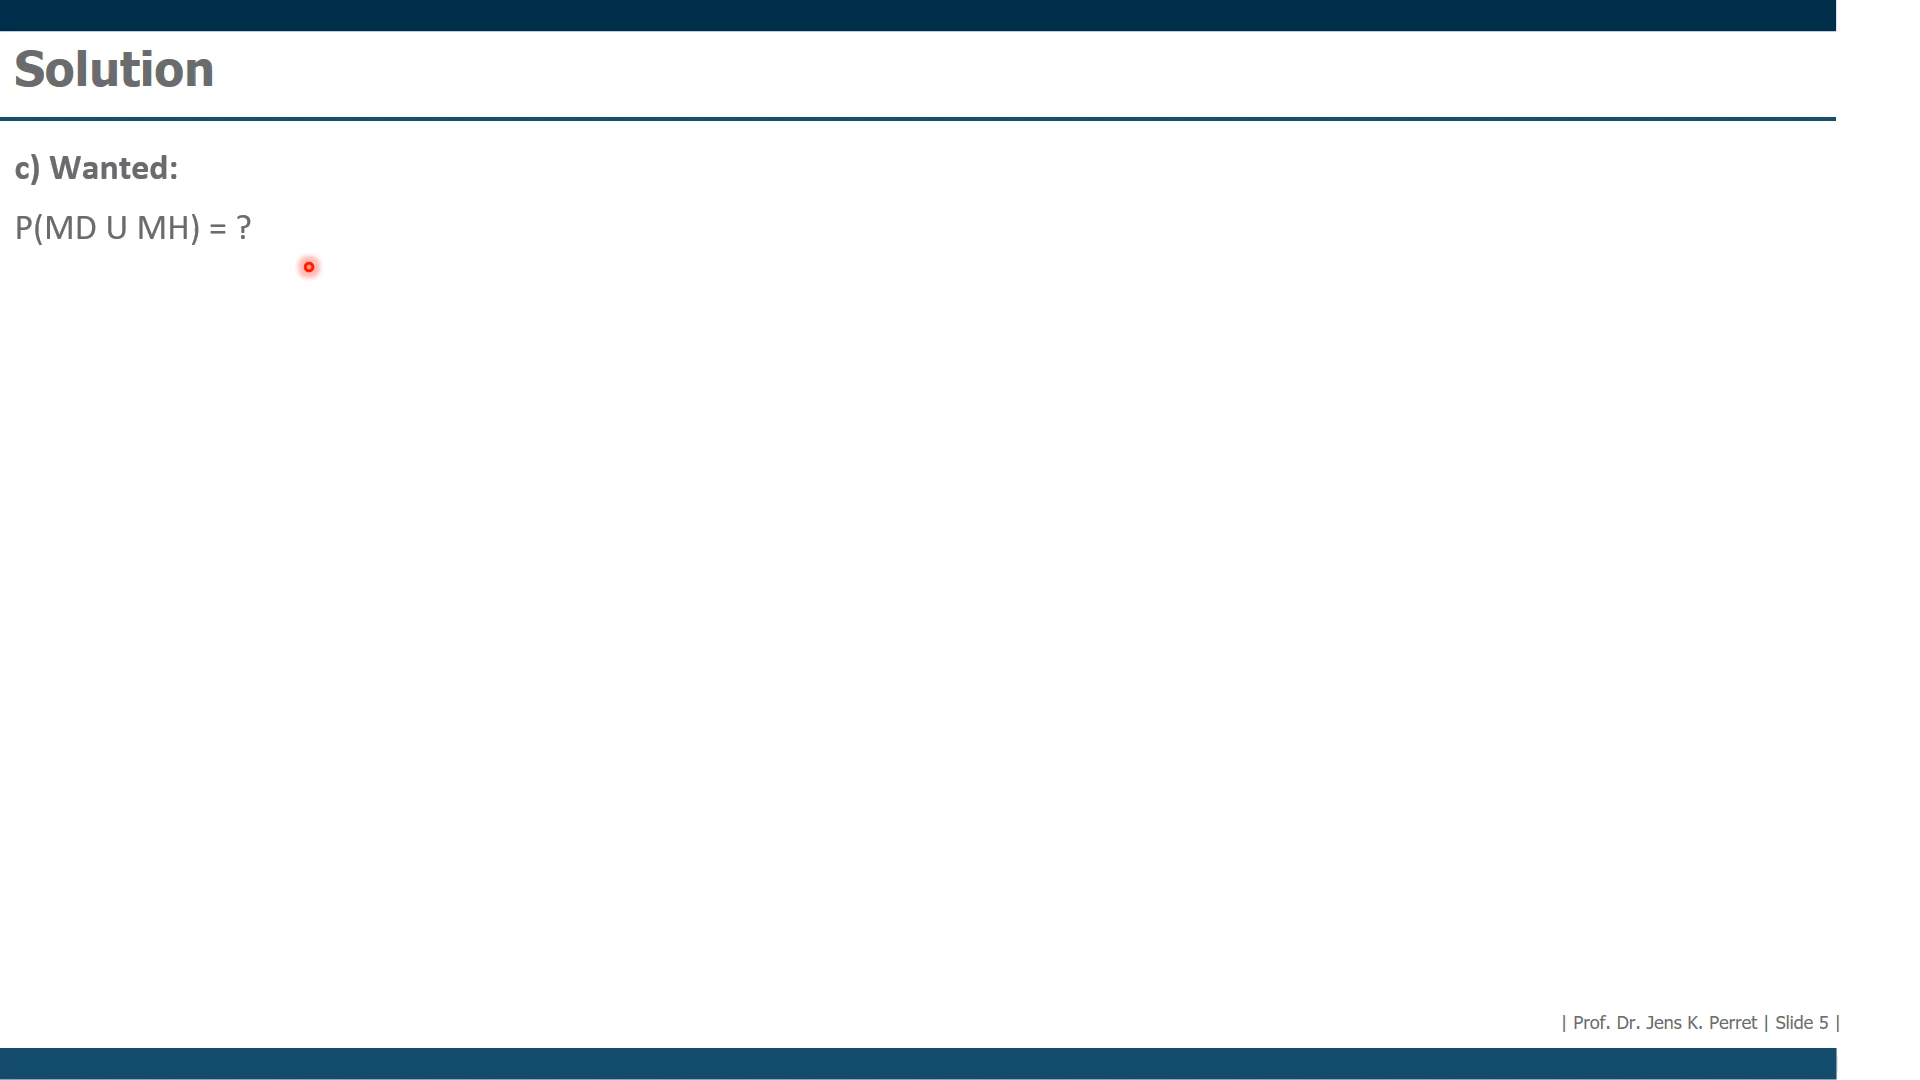 Solution
c) Wanted:
P(MD U MH) = ?
| Prof. Dr. Jens K. Perret | Slide 5 |